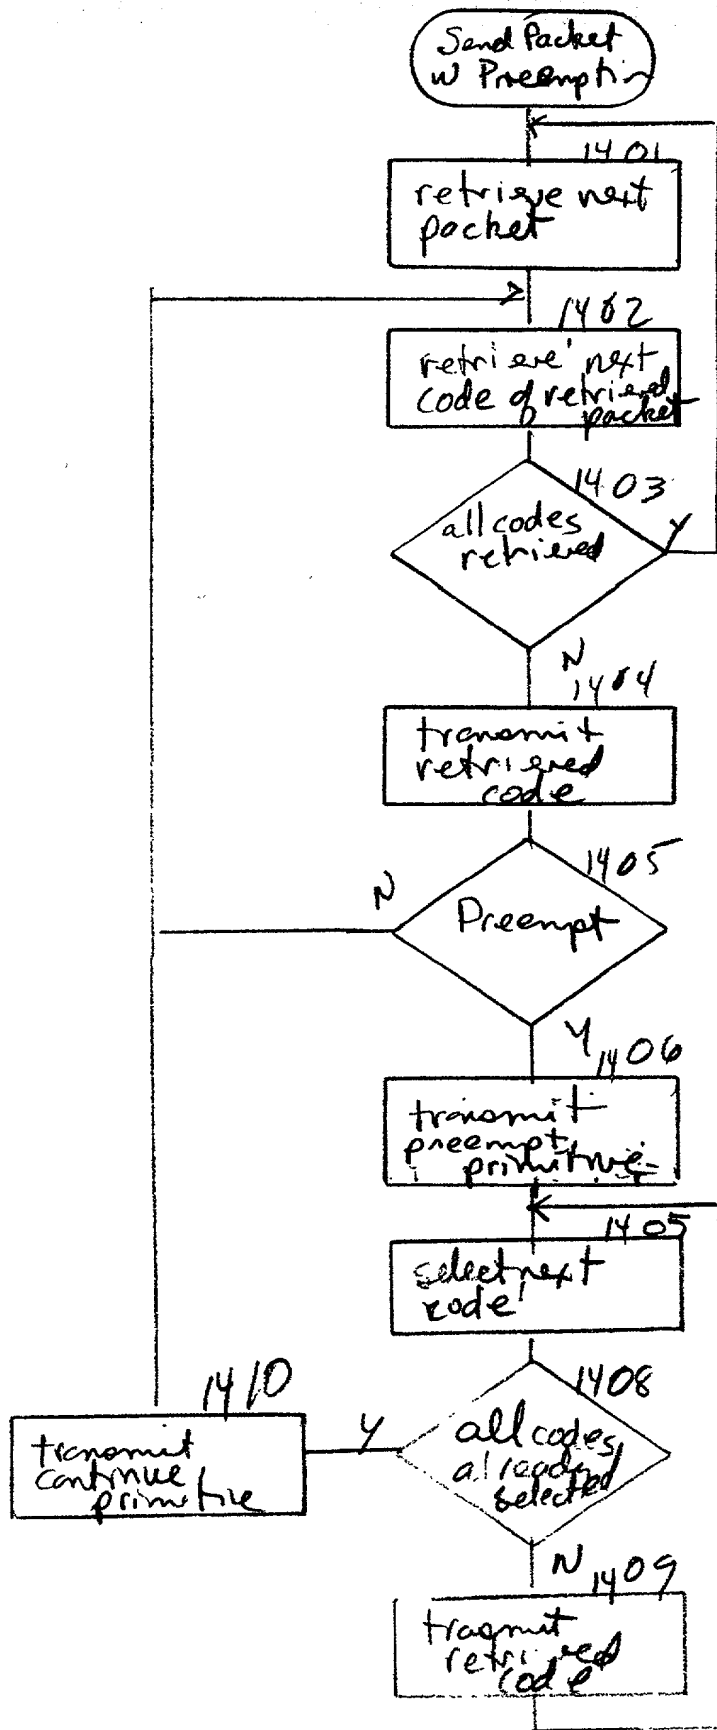 Send Packet
w Preemption
1401
retrieve next
packet
1402
retrieve next
code of retrieved
packet
1403
all codes
retrieved
Y
N
1404
transmit
retrieved
code
1405
N
Preempt
Y
1406
transmit
preempt
primitive
1405
select next
code
1410
1408
transmit
continue
primitive
Y
all codes
already
selected
N
1409
transmit
retrieved
code